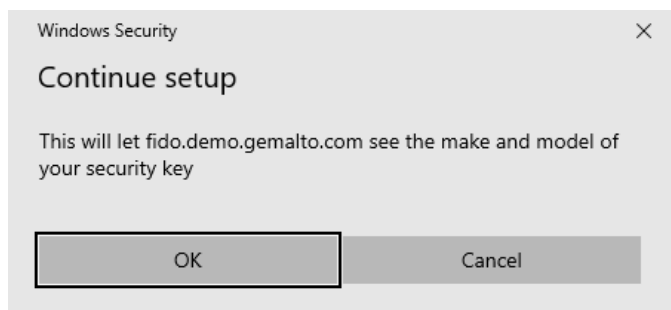 Windows Security
Continue setup
This will let fido.demo.gemalto.com see the make and model of
your security key
OK
Cancel